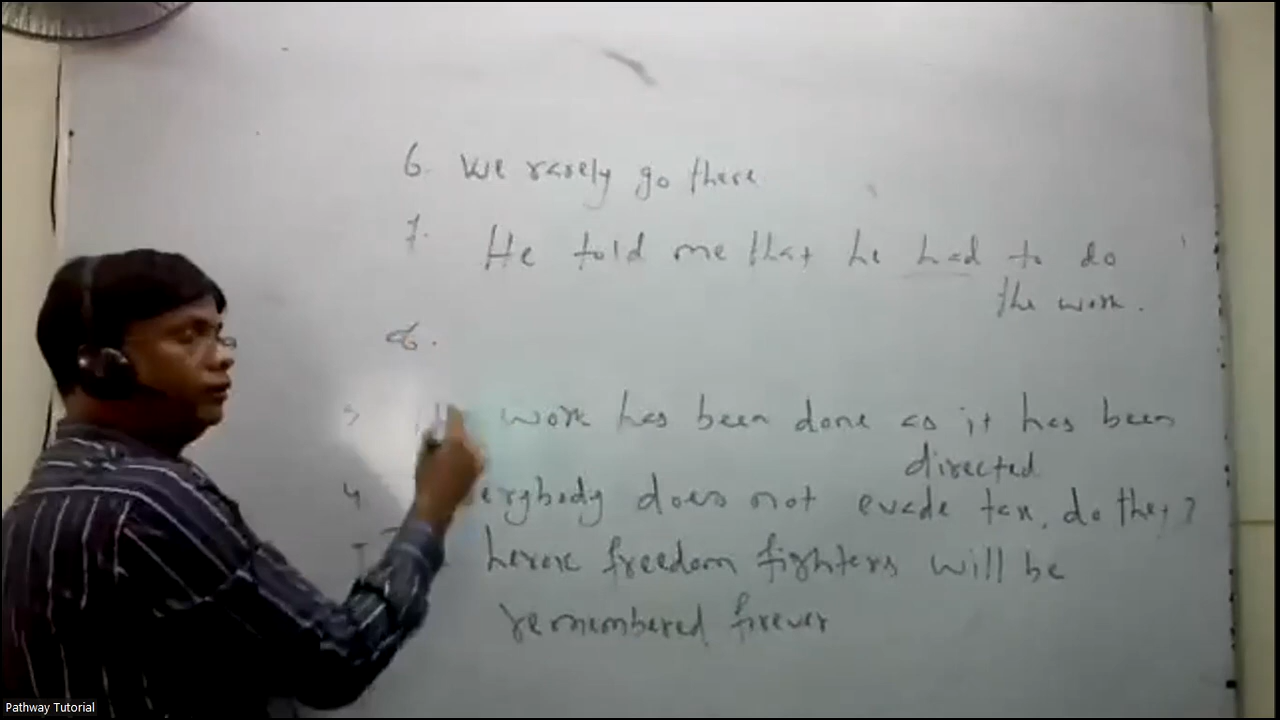 6. We rarely go there
7. He told me that he had to do
the work.
8.
work has been done as it has been
directed
4 erybody does not evade tax, do they?
heroic freedom fighters will be
remembered forever
Pathway Tutorial